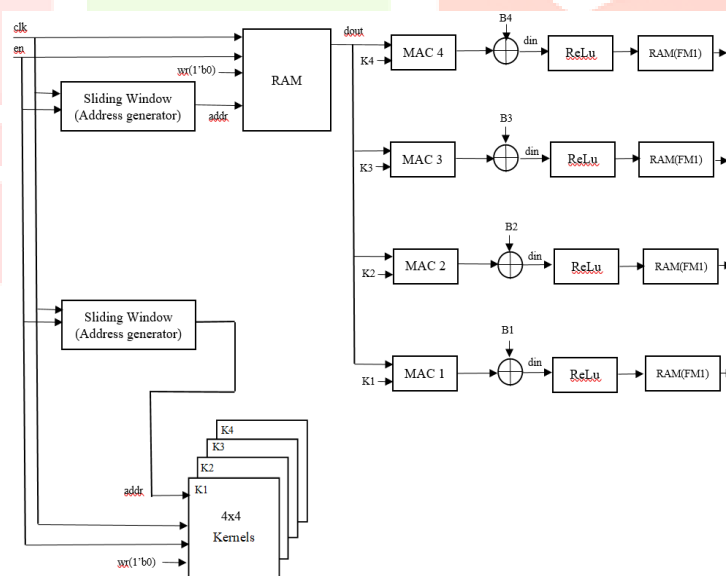 clk
en
wr(1'b0)
Sliding Window
(Address generator)
addr
RAM
dout
K4
MAC 4
B4
din
ReLu
RAM(FM1)
K3
MAC 3
B3
din
ReLu
RAM(FM1)
K2
MAC 2
B2
din
ReLu
RAM(FM1)
K1
MAC 1
B1
din
ReLu
RAM(FM1)
Sliding Window
(Address generator)
K4
K3
K2
K1
addr
4x4
Kernels
wr(1'b0)